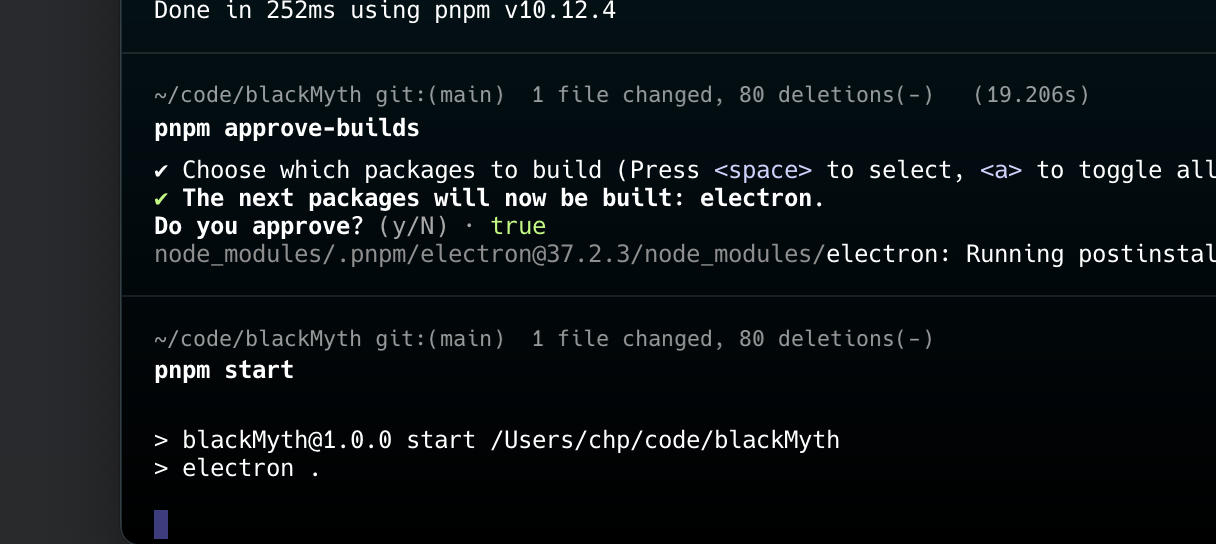 Done in 252ms using pnpm v10.12.4
~/code/blackMyth git:(main) 1 file changed, 80 deletions(-) (19.206s)
pnpm approve-builds
✔ Choose which packages to build (Press <space> to select, <a> to toggle all
✔ The next packages will now be built: electron.
Do you approve? (y/N) · true
node_modules/.pnpm/electron@37.2.3/node_modules/electron: Running postinstal
~/code/blackMyth git:(main) 1 file changed, 80 deletions(-)
pnpm start
> blackMyth@1.0.0 start /Users/chp/code/blackMyth
> electron .